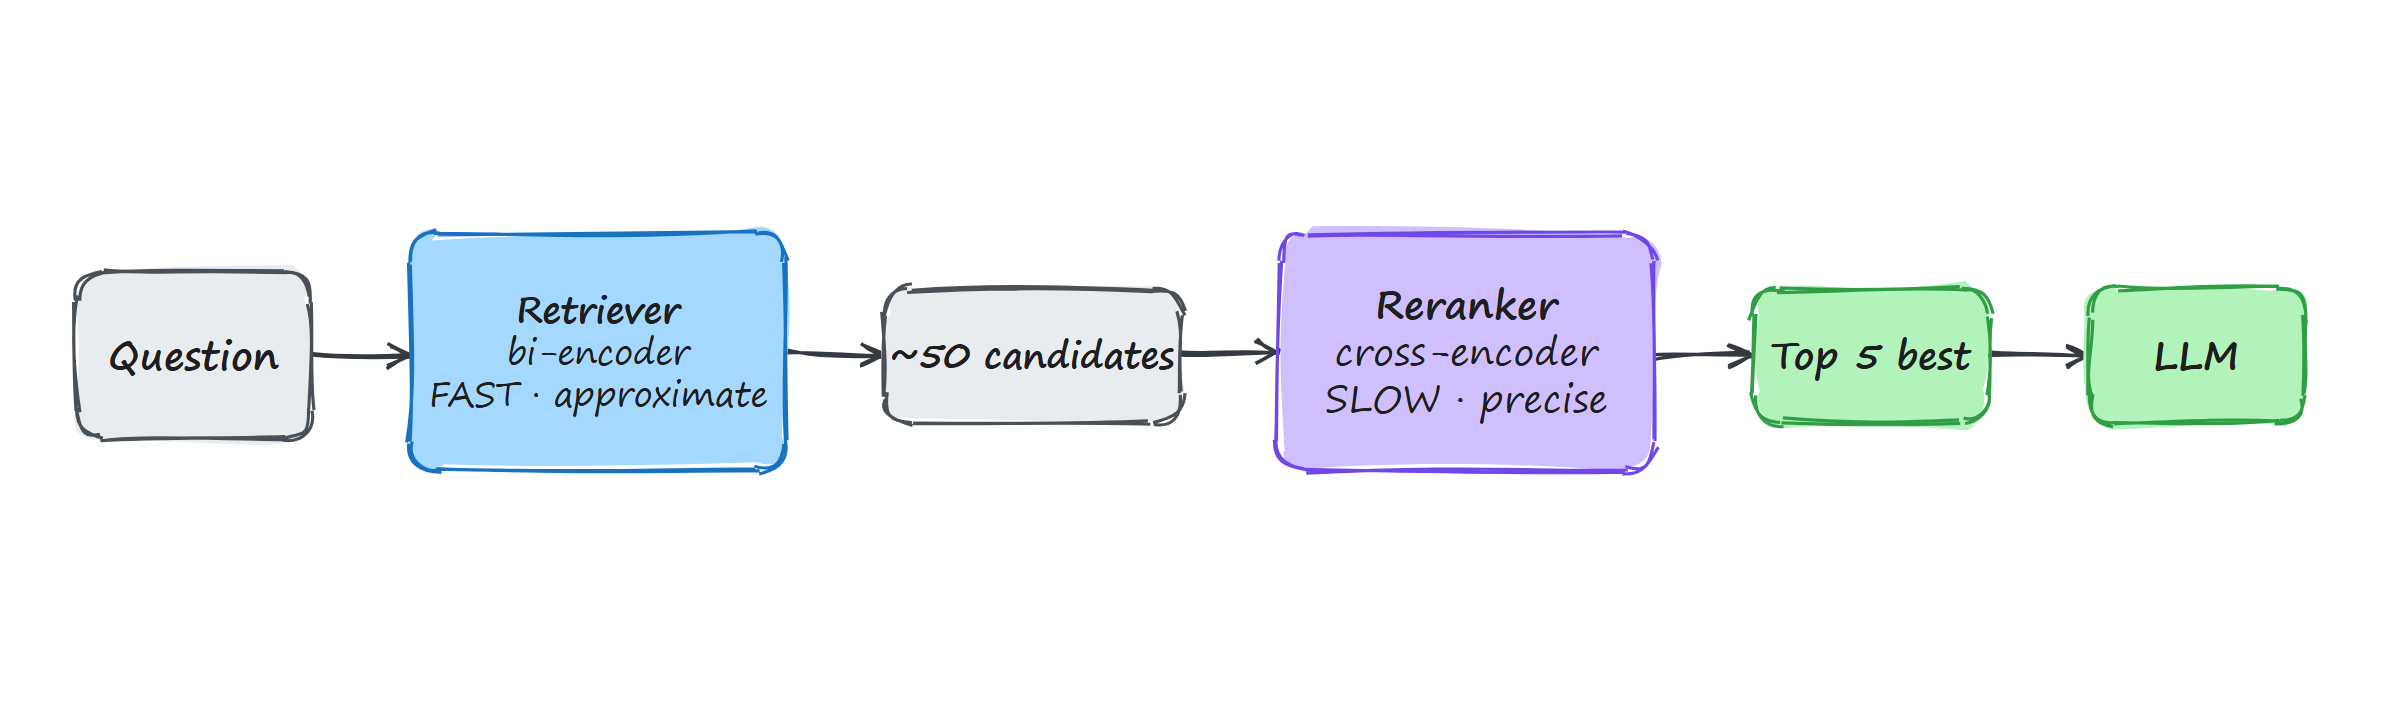 Question
Retriever
bi-encoder
FAST · approximate
~50 candidates
Reranker
cross-encoder
SLOW · precise
Top 5 best
LLM